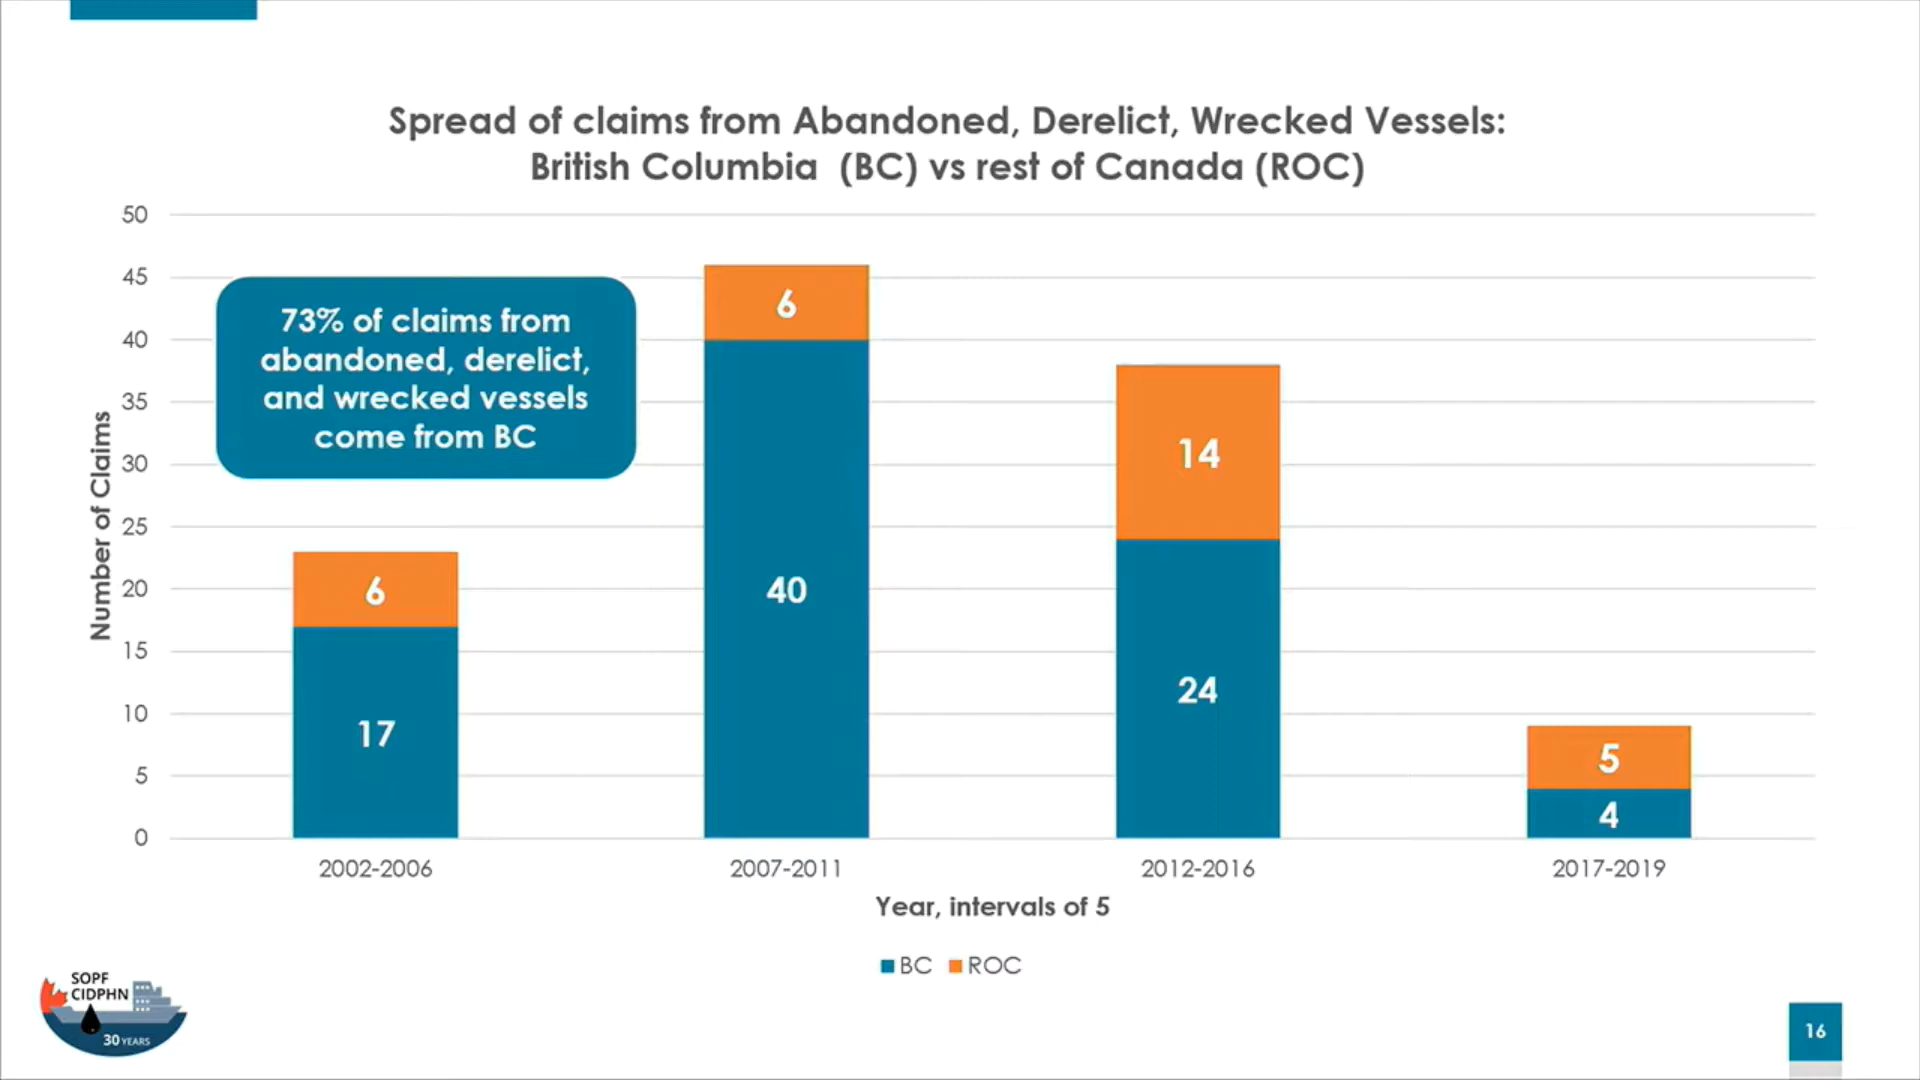 Spread of claims from Abandoned, Derelict, Wrecked Vessels:
British Columbia (BC) vs rest of Canada (ROC)
50
45
40
35
30
25
20
15
10
5
0
Number of Claims
73% of claims from
abandoned, derelict,
and wrecked vessels
come from BC
6
17
6
40
14
24
5
4
2002-2006
2007-2011
2012-2016
2017-2019
Year, intervals of 5
BC ROC
SOPF
CIDPHN
30 YEARS
16